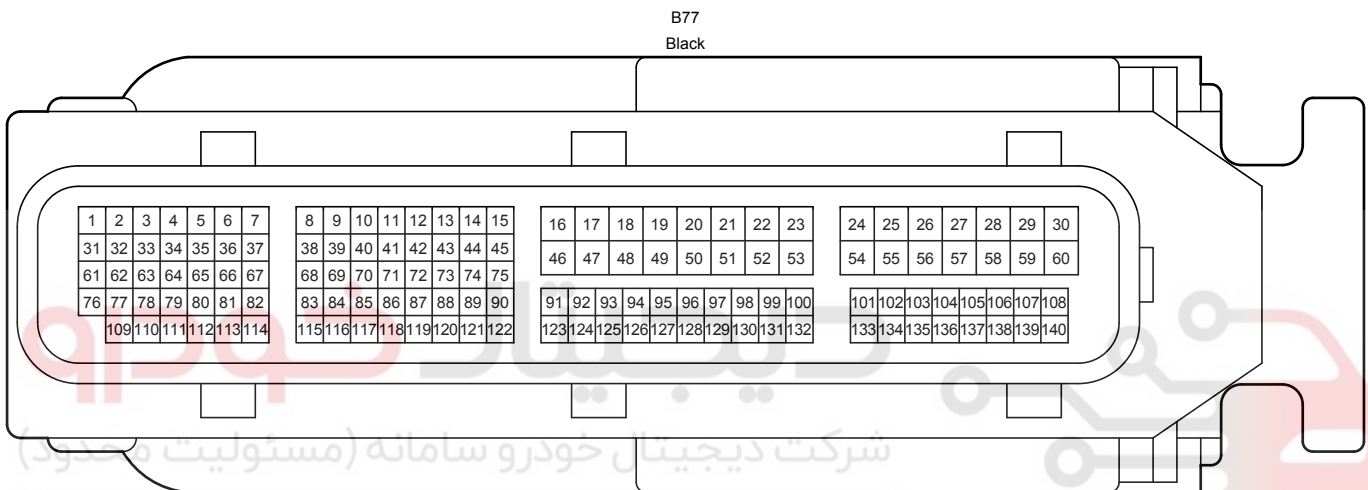 B77
Black
1 2 3 4 5 6 7 8 9 10 11 12 13 14 15 16 17 18 19 20 21 22 23 24 25 26 27 28 29 30
31 32 33 34 35 36 37 38 39 40 41 42 43 44 45 46 47 48 49 50 51 52 53 54 55 56 57 58 59 60
61 62 63 64 65 66 67 68 69 70 71 72 73 74 75
76 77 78 79 80 81 82 83 84 85 86 87 88 89 90 91 92 93 94 95 96 97 98 99 100 101 102 103 104 105 106 107 108
109 110 111 112 113 114 115 116 117 118 119 120 121 122 123 124 125 126 127 128 129 130 131 132 133 134 135 136 137 138 139 140
دیجیتال خودرو
شرکت دیجیتال خودرو سامانه (مسئولیت محدود)